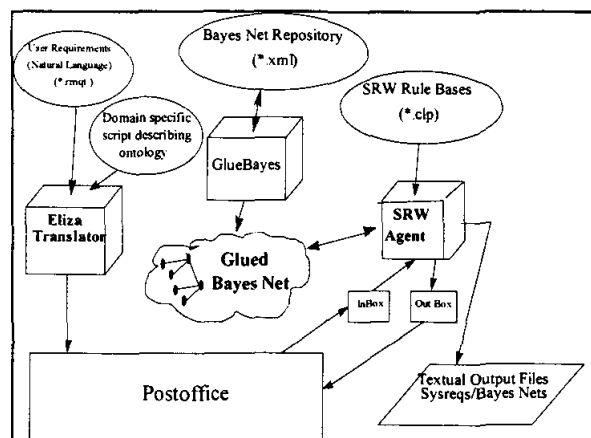 User Requirements
(Natural Language)
(*.rmqt)
Bayes Net Repository
(*.xml)
SRW Rule Bases
(*.clp)
Domain specific
script describing
ontology
GlueBayes
Eliza
Translator
SRW
Agent
Glued
Bayes Net
InBox
Out Box
Postoffice
Textual Output Files
Sysreqs/Bayes Nets